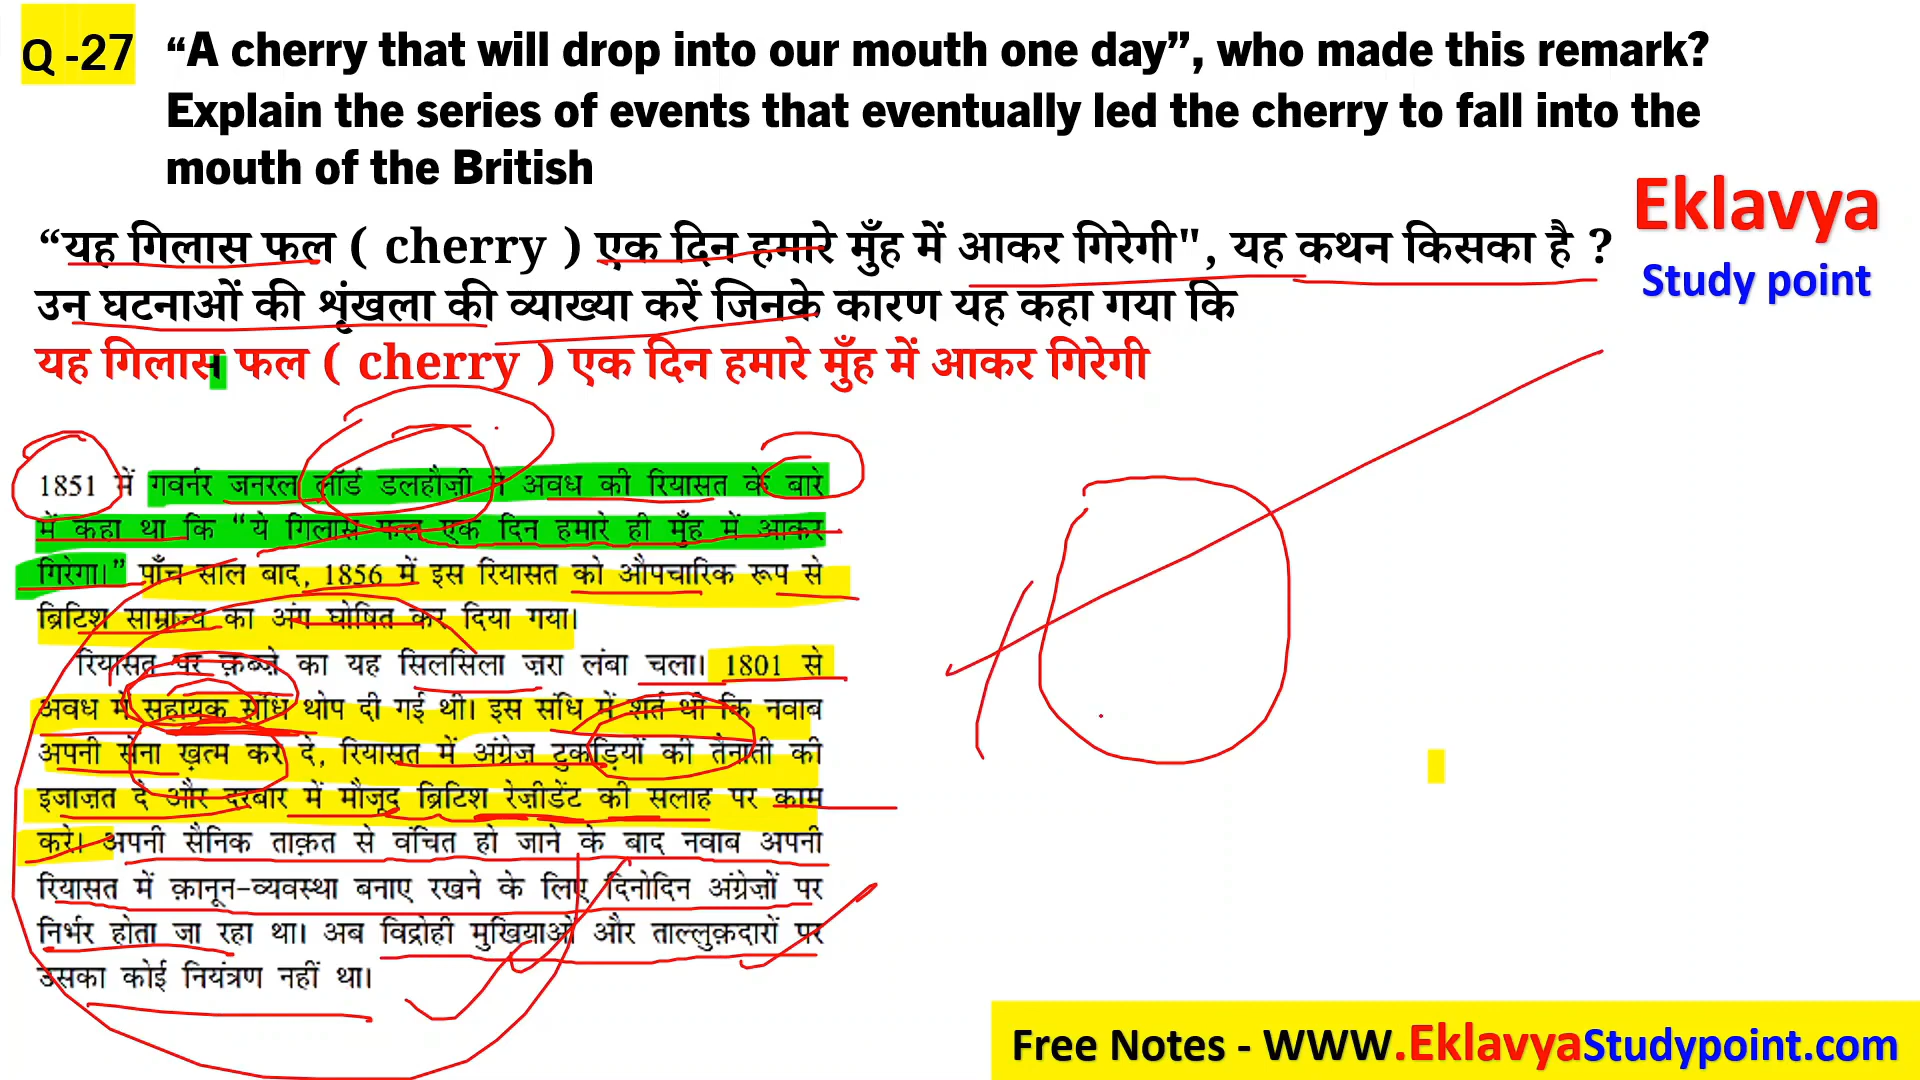 Q -27
“A cherry that will drop into our mouth one day”, who made this remark?
Explain the series of events that eventually led the cherry to fall into the
mouth of the British
“यह गिलास फल ( cherry ) एक दिन हमारे मुँह में आकर गिरेगी", यह कथन किसका है ?
उन घटनाओं की शृंखला की व्याख्या करें जिनके कारण यह कहा गया कि
यह गिलास फल ( cherry ) एक दिन हमारे मुँह में आकर गिरेगी
Eklavya
Study point
1851 में गवर्नर जनरल लॉर्ड डलहौज़ी ने अवध की रियासत के बारे
में कहा था कि “ये गिलास फल एक दिन हमारे ही मुँह में आकर
गिरेगा।” पाँच साल बाद, 1856 में इस रियासत को औपचारिक रूप से
ब्रिटिश साम्राज्य का अंग घोषित कर दिया गया।
रियासत पर क़ब्ज़े का यह सिलसिला ज़रा लंबा चला। 1801 से
अवध में सहायक संधि थोप दी गई थी। इस संधि में शर्त थी कि नवाब
अपनी सेना ख़त्म कर दे, रियासत में अंग्रेज़ टुकड़ियों की तैनाती की
इजाज़त दे और दरबार में मौजूद ब्रिटिश रेज़ीडेंट की सलाह पर काम
करे। अपनी सैनिक ताक़त से वंचित हो जाने के बाद नवाब अपनी
रियासत में क़ानून-व्यवस्था बनाए रखने के लिए दिनोदिन अंग्रेज़ों पर
निर्भर होता जा रहा था। अब विद्रोही मुखियाओं और ताल्लुक़दारों पर
उसका कोई नियंत्रण नहीं था।
Free Notes - WWW.EklavyaStudypoint.com